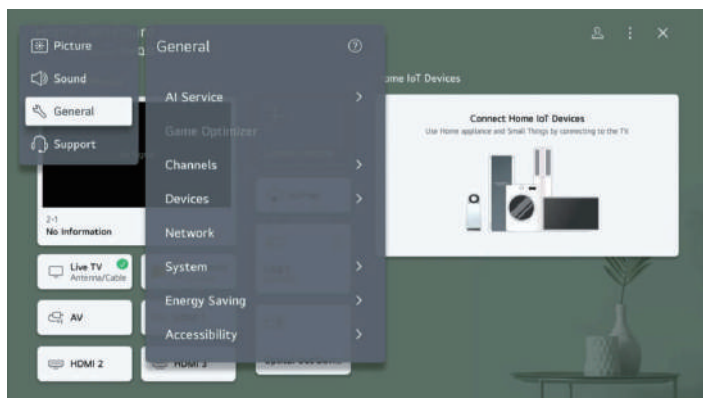 Picture
Sound
General
Support
General
AI Service
Game Optimizer
Channels
Devices
Network
System
Energy Saving
Accessibility
2-1
No Information
Live TV
Antenna/Cable
AV
HDMI 2
HDMI 3
ome IoT Devices
Connect Home IoT Devices
Use Home appliance and Small Things by connecting to the TV.